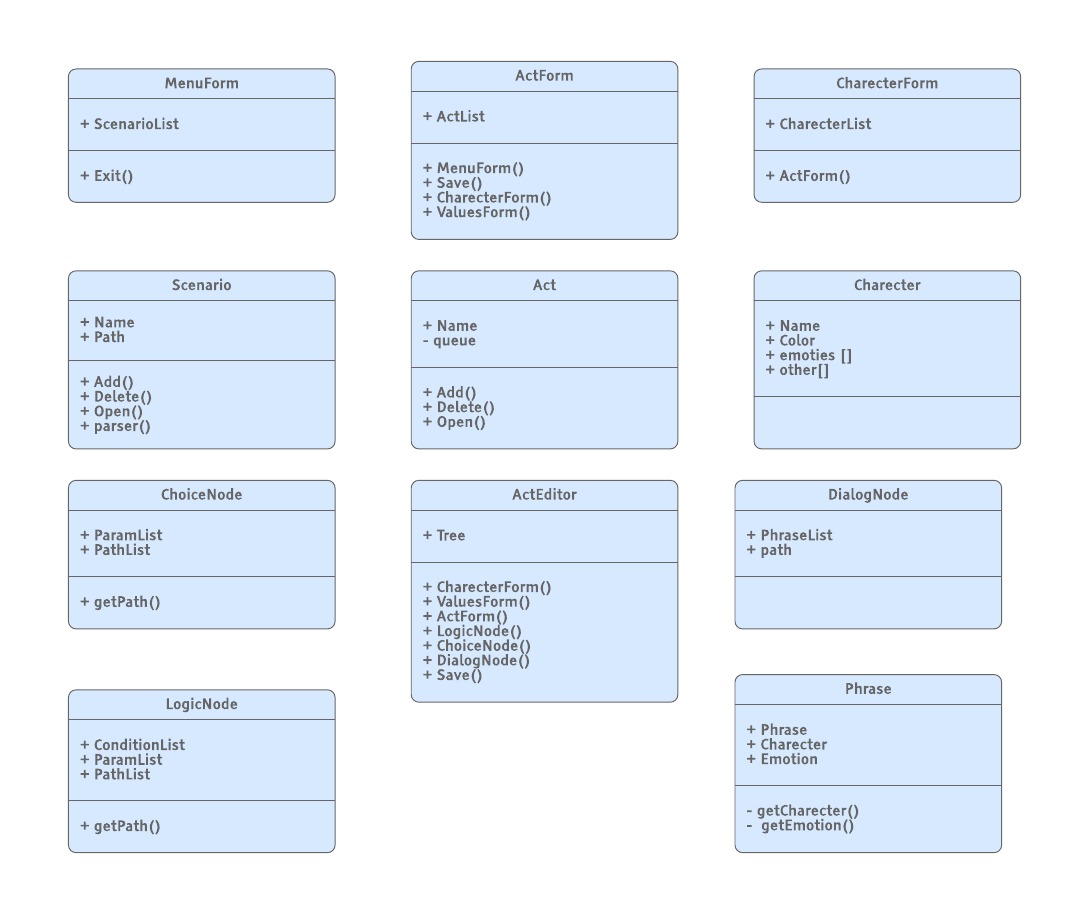 MenuForm
+ ScenarioList
+ Exit()
ActForm
+ ActList
+ MenuForm()
+ Save()
+ CharecterForm()
+ ValuesForm()
CharecterForm
+ CharecterList
+ ActForm()
Scenario
+ Name
+ Path
+ Add()
+ Delete()
+ Open()
+ parser()
Act
+ Name
- queue
+ Add()
+ Delete()
+ Open()
Charecter
+ Name
+ Color
+ emoties []
+ other[]
ChoiceNode
+ ParamList
+ PathList
+ getPath()
ActEditor
+ Tree
+ CharecterForm()
+ ValuesForm()
+ ActForm()
+ LogicNode()
+ ChoiceNode()
+ DialogNode()
+ Save()
DialogNode
+ PhraseList
+ path
LogicNode
+ ConditionList
+ ParamList
+ PathList
+ getPath()
Phrase
+ Phrase
+ Charecter
+ Emotion
- getCharecter()
- getEmotion()